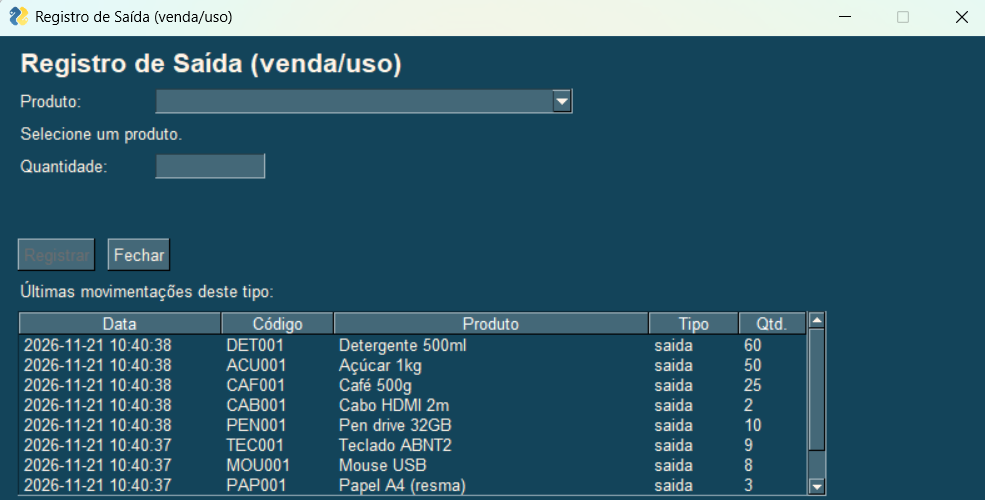 Registro de Saída (venda/uso)
Registro de Saída (venda/uso)
Produto:
Selecione um produto.
Quantidade:
Registrar Fechar
Últimas movimentações deste tipo:
Data Código Produto Tipo Qtd.
2026-11-21 10:40:38 DET001 Detergente 500ml saida 60
2026-11-21 10:40:38 ACU001 Açúcar 1kg saida 50
2026-11-21 10:40:38 CAF001 Café 500g saida 25
2026-11-21 10:40:38 CAB001 Cabo HDMI 2m saida 2
2026-11-21 10:40:38 PEN001 Pen drive 32GB saida 10
2026-11-21 10:40:37 TEC001 Teclado ABNT2 saida 9
2026-11-21 10:40:37 MOU001 Mouse USB saida 8
2026-11-21 10:40:37 PAP001 Papel A4 (resma) saida 3